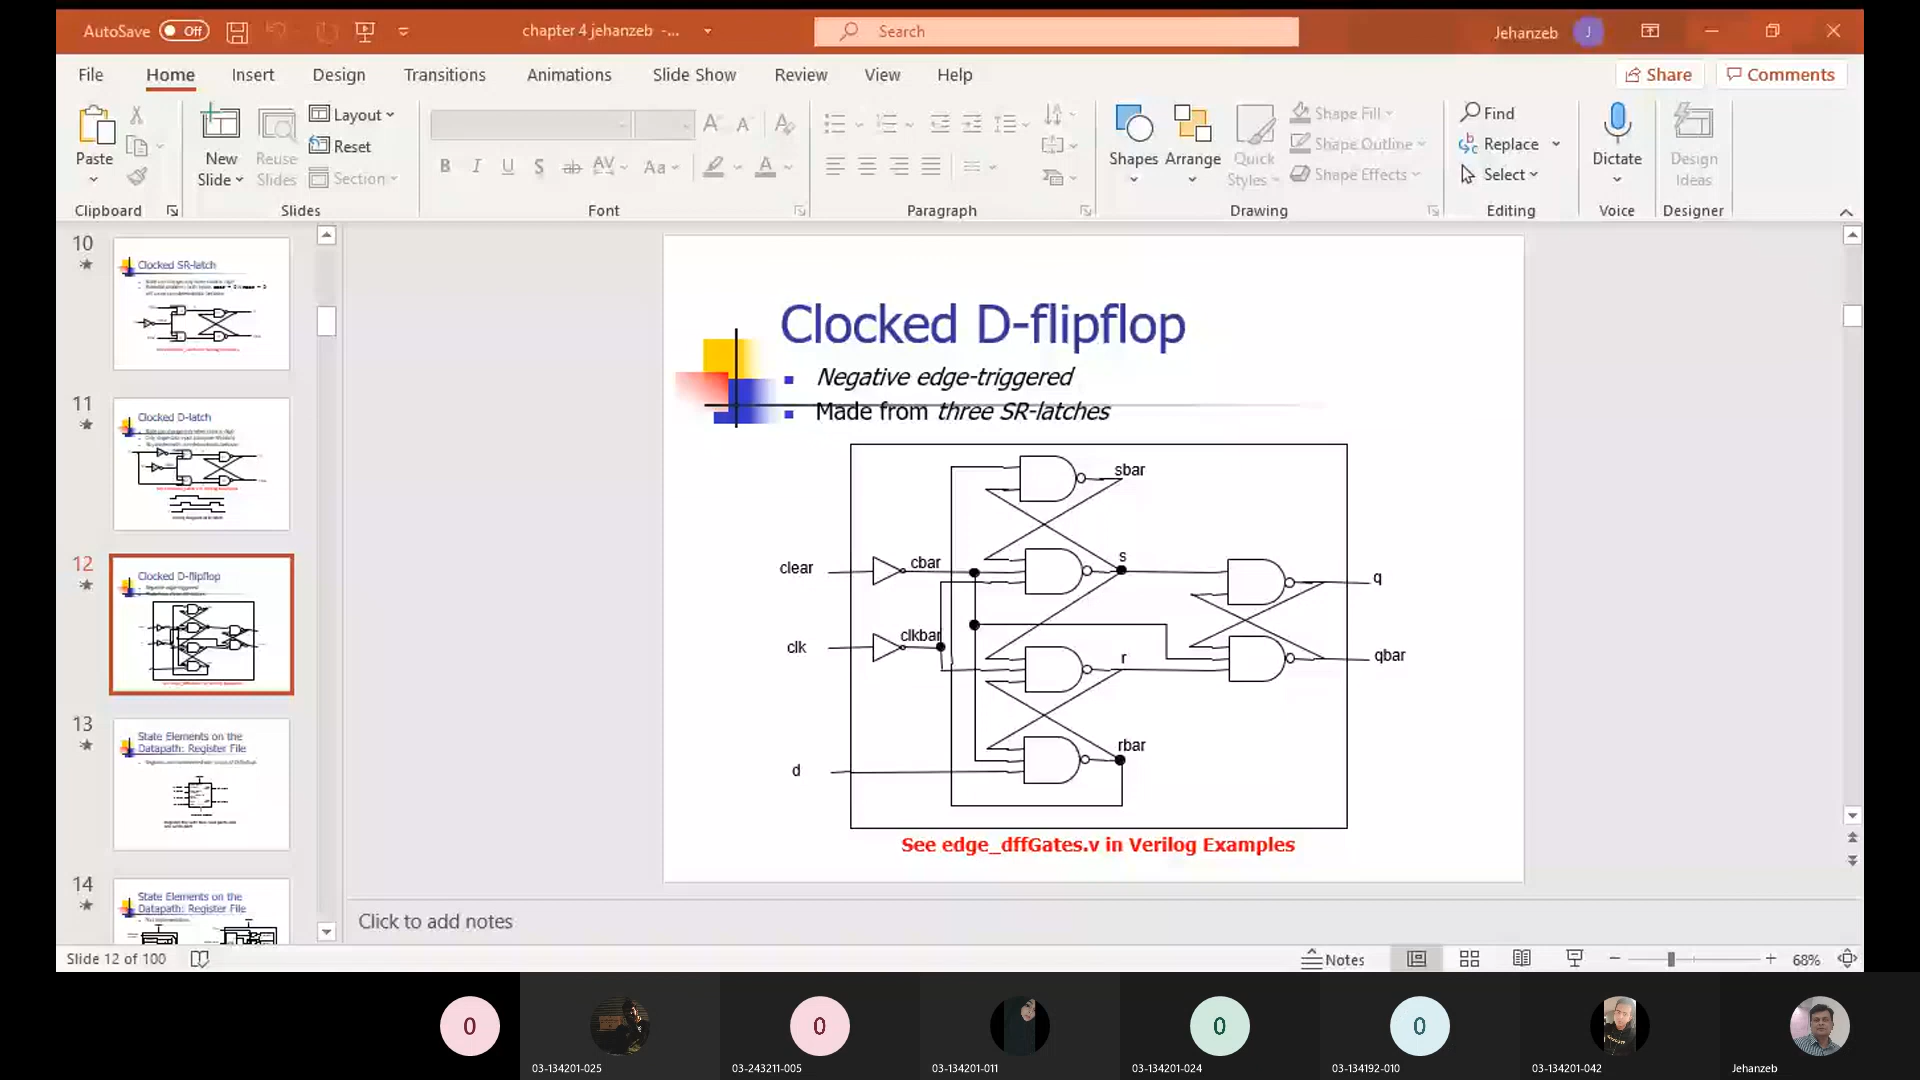 AutoSave Off
chapter 4 jehanzeb -...
Search
Jehanzeb J
File Home Insert Design Transitions Animations Slide Show Review View Help
Share Comments
Paste
New Slide
Reuse Slides
Layout
Reset
Section
B I U S ab AV Aa A
Shapes Arrange Quick Styles
Shape Fill
Shape Outline
Shape Effects
Find
Replace
Select
Dictate
Design Ideas
Clipboard Slides Font Paragraph Drawing Editing Voice Designer
10
Clocked SR-latch
11
Clocked D-latch
12
Clocked D-flipflop
13
State Elements on the
Datapath: Register File
14
State Elements on the
Datapath: Register File
Clocked D-flipflop
Negative edge-triggered
Made from three SR-latches
sbar
clear cbar s q
clk clkbar r qbar
d rbar
See edge_dffGates.v in Verilog Examples
Click to add notes
Slide 12 of 100
Notes
68%
0 0 0 0
03-134201-025 03-243211-005 03-134201-011 03-134201-024 03-134192-010 03-134201-042 Jehanzeb